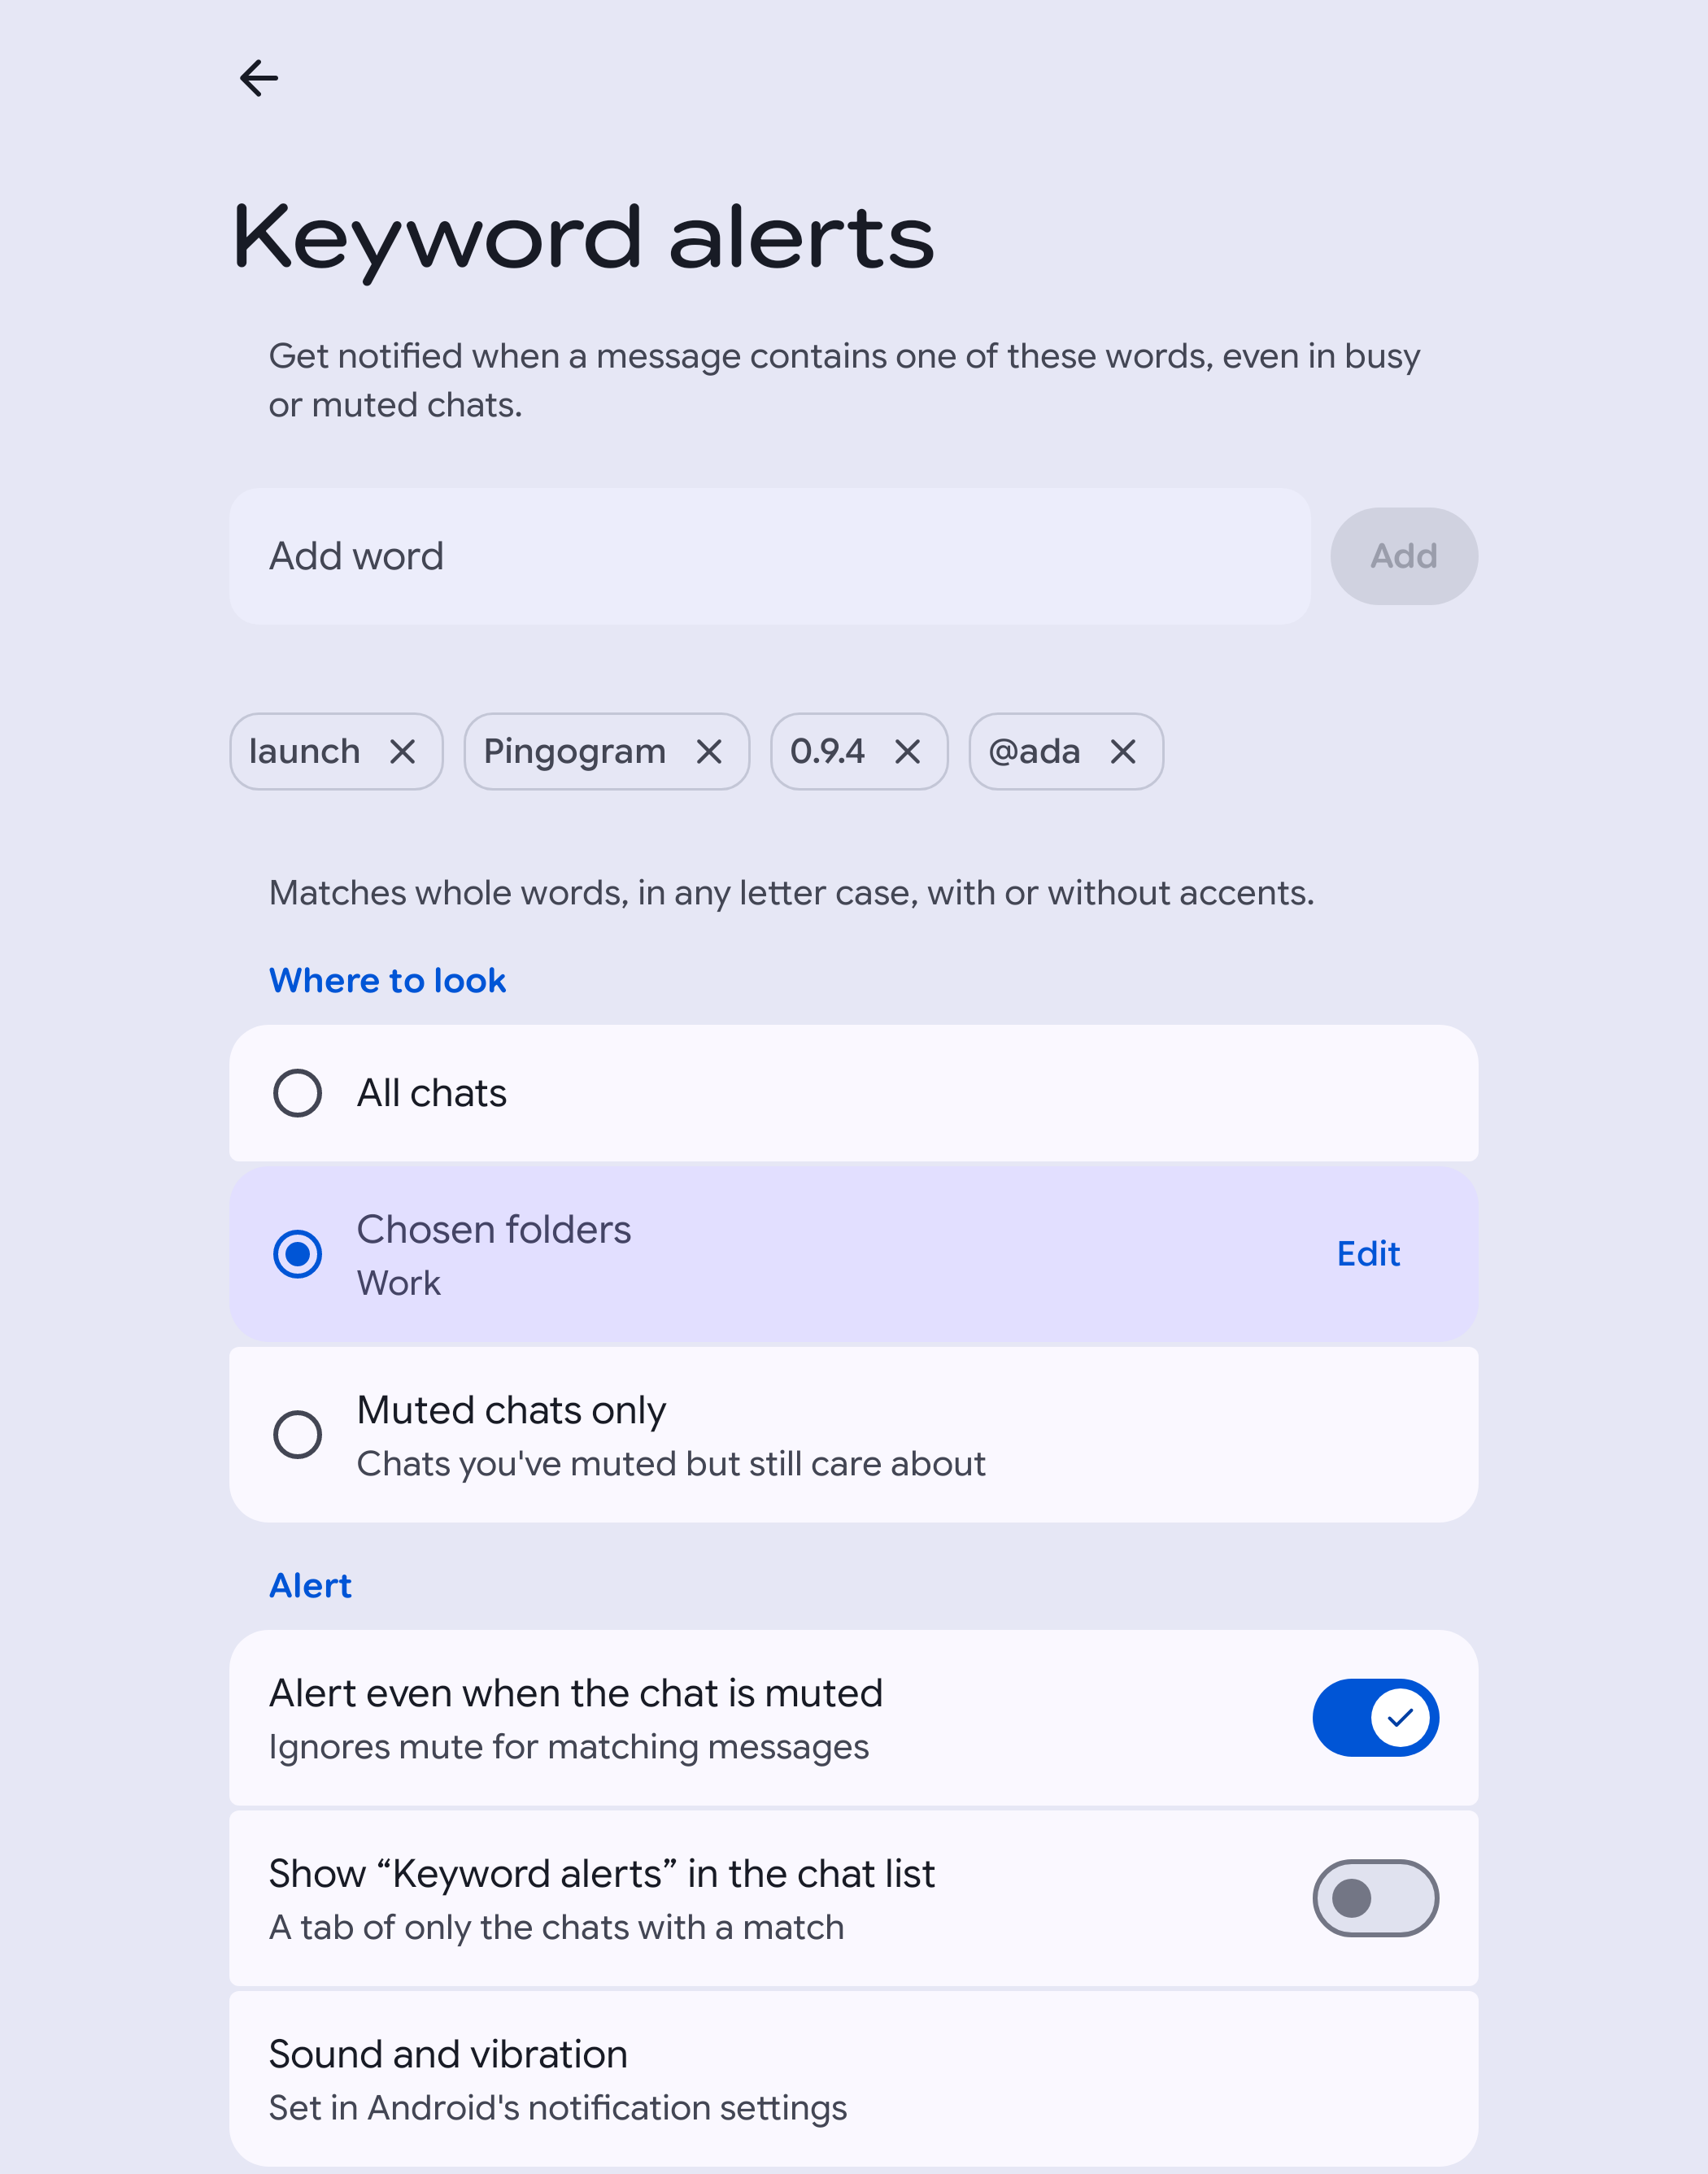 Keyword alerts
Get notified when a message contains one of these words, even in busy
or muted chats.
Add word
Add
launch
Pingogram
0.9.4
@ada
Matches whole words, in any letter case, with or without accents.
Where to look
All chats
Chosen folders
Work
Edit
Muted chats only
Chats you've muted but still care about
Alert
Alert even when the chat is muted
Ignores mute for matching messages
Show “Keyword alerts” in the chat list
A tab of only the chats with a match
Sound and vibration
Set in Android's notification settings